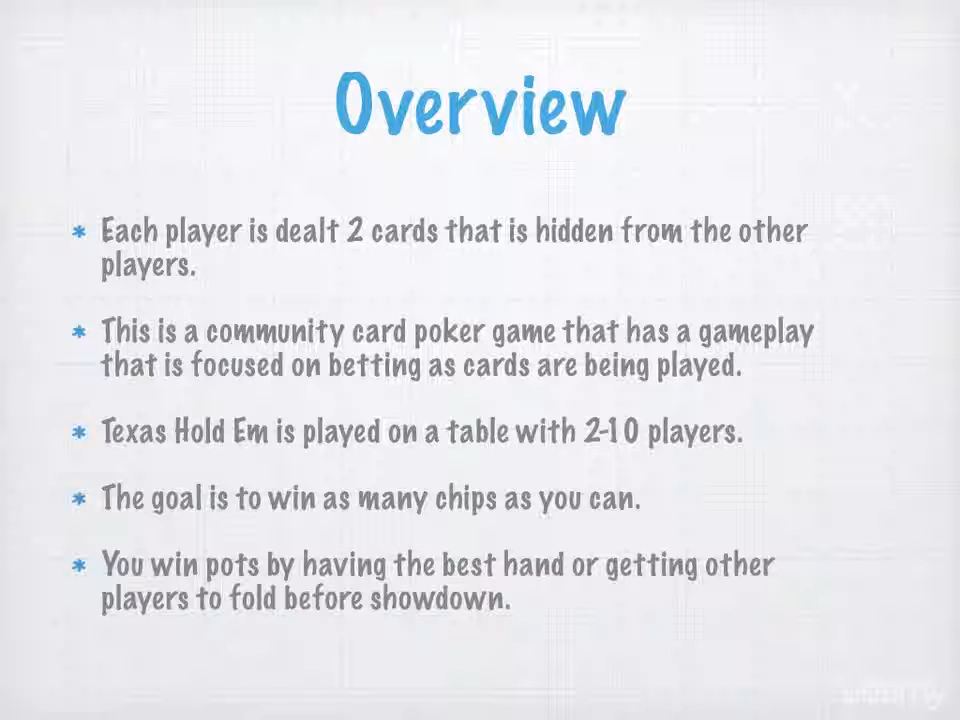 Overview
* Each player is dealt 2 cards that is hidden from the other
players.
* This is a community card poker game that has a gameplay
that is focused on betting as cards are being played.
* Texas Hold Em is played on a table with 2-10 players.
* The goal is to win as many chips as you can.
* You win pots by having the best hand or getting other
players to fold before showdown.